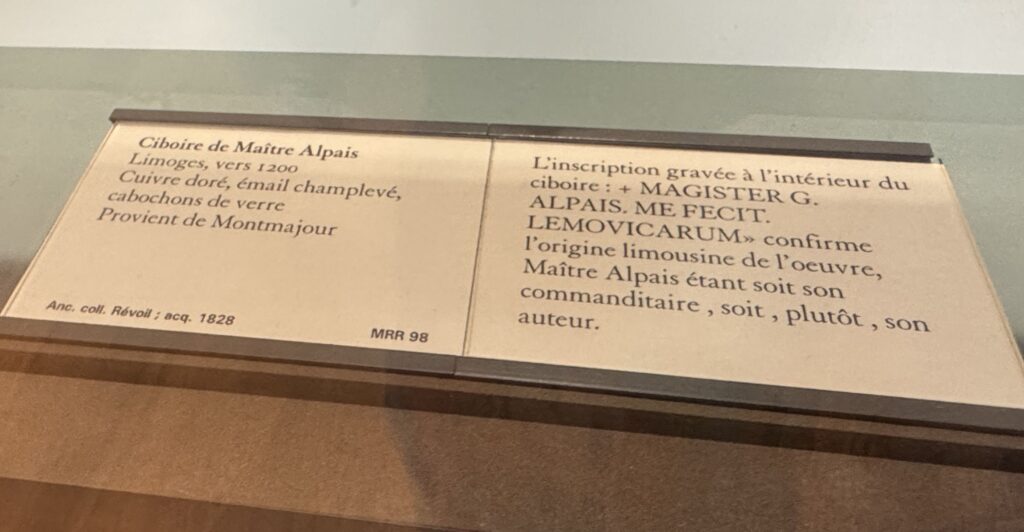 Ciboire de Maître Alpais
Limoges, vers 1200
Cuivre doré, émail champlevé,
cabochons de verre
Provient de Montmajour
Anc. coll. Révoil ; acq. 1828
MRR 98
L'inscription gravée à l'intérieur du
ciboire : + MAGISTER G.
ALPAIS. ME FECIT.
LEMOVICARUM» confirme
l'origine limousine de l'oeuvre,
Maître Alpais étant soit son
commanditaire , soit , plutôt , son
auteur.